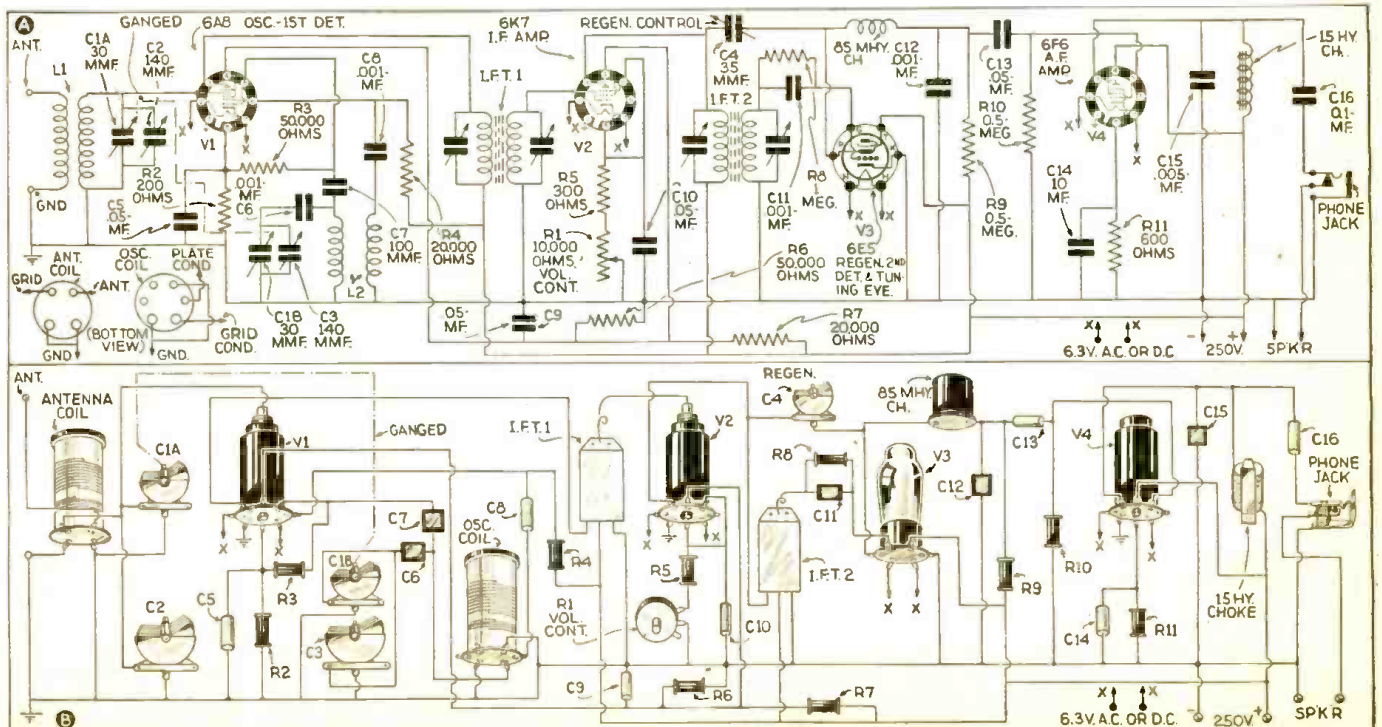 A
ANT.
L1
GANGED
C1A
30
MMF.
C2
140
MMF.
6A8 OSC.-1ST DET.
V1
X
X
R3
50,000
OHMS
C8
.001-
MF.
R2
200
OHMS
C5
.05-
MF.
.001-
MF.
C6
C7
100
MMF.
R4
20,000
OHMS
L2
C1B
30
MMF.
C3
140
MMF.
GND
ANT.
COIL
GRID
ANT.
GND
OSC.
COIL
PLATE
COND
(BOTTOM
VIEW)
GRID
COND.
GND.
I.F.T. 1
6K7
I.F. AMP.
V2
X
X
R5
300
OHMS
R1
10,000
OHMS,
VOL.
CONT.
.05-
MF.
C9
C10
.05-
MF.
REGEN. CONTROL
C4
35
MMF.
I.F.T. 2
C11
.001-
MF.
R8
1
MEG.
R6
50,000
OHMS
85 MHY.
CH
C12
.001-
MF.
X
X
V3
6E5
REGEN. 2ND
DET. & TUN-
ING EYE.
R7
20,000
OHMS
C13
.05-
MF.
R10
0.5-
MEG.
R9
0.5-
MEG.
6F6
A.F.
AMP.
X
V4
X
C14
10
MF.
R11
600
OHMS
C15
.005-
MF.
15 HY.
CH.
C16
0.1-
MF.
PHONE
JACK
X
X
6.3V. A.C. OR D.C.
-
+
250V.
SPKR
B
ANT.
ANTENNA
COIL
C1A
C2
GANGED
V1
X
X
C5
R3
R2
C1B
C3
C7
C6
C8
OSC.
COIL
R4
I.F.T. 1
C9
V2
X
X
R5
R1
VOL.
CONT.
R6
C10
REGEN.
C4
R8
C11
I.F.T. 2
R7
85 MHY.
CH.
V3
X
X
C12
C13
R9
R10
V4
X
X
C14
R11
C15
15 HY.
CHOKE
C16
PHONE
JACK
X
X
6.3V. A.C. OR D.C.
-
250V.
+
SP'K'R